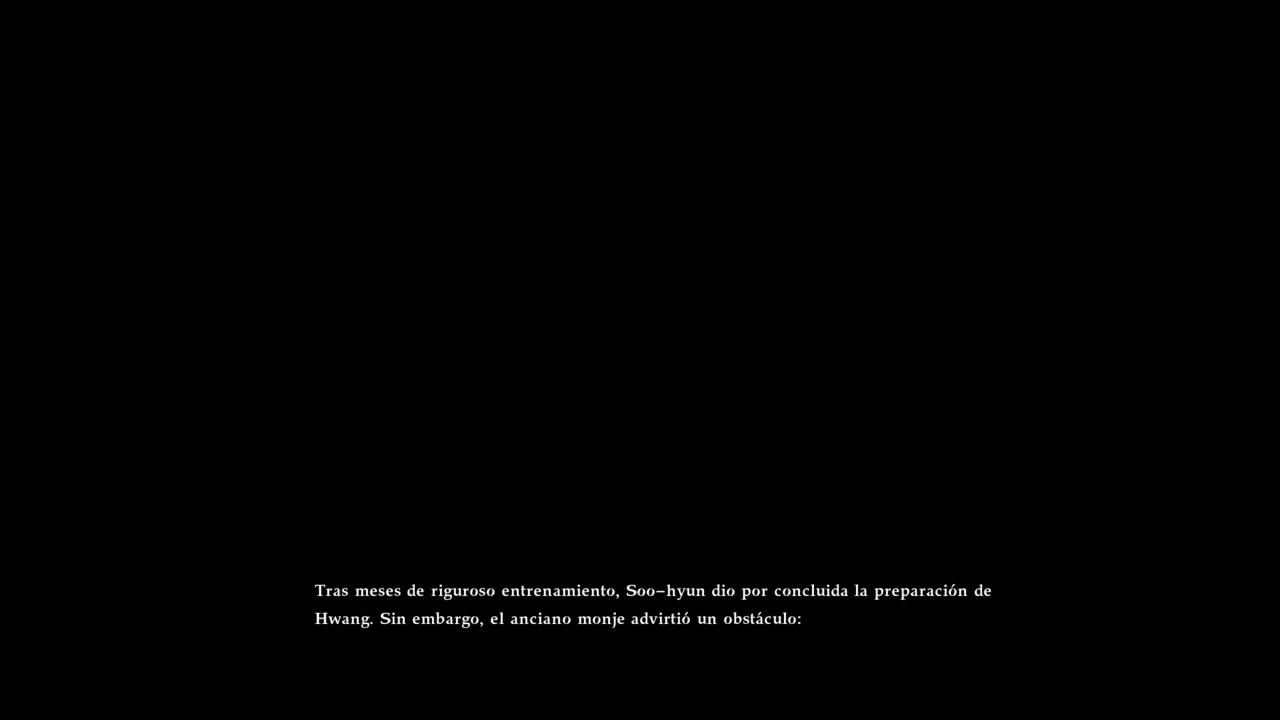 Tras meses de riguroso entrenamiento, Soo-hyun dio por concluida la preparación de
Hwang. Sin embargo, el anciano monje advirtió un obstáculo: